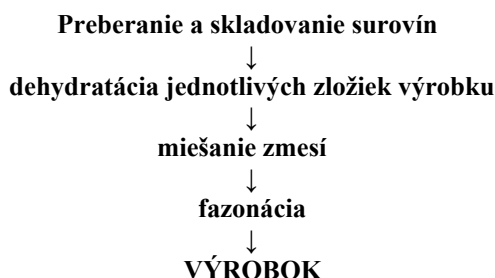 Preberanie a skladovanie surovín
↓
dehydratácia jednotlivých zložiek výrobku
↓
miešanie zmesí
↓
fazonácia
↓
VÝROBOK